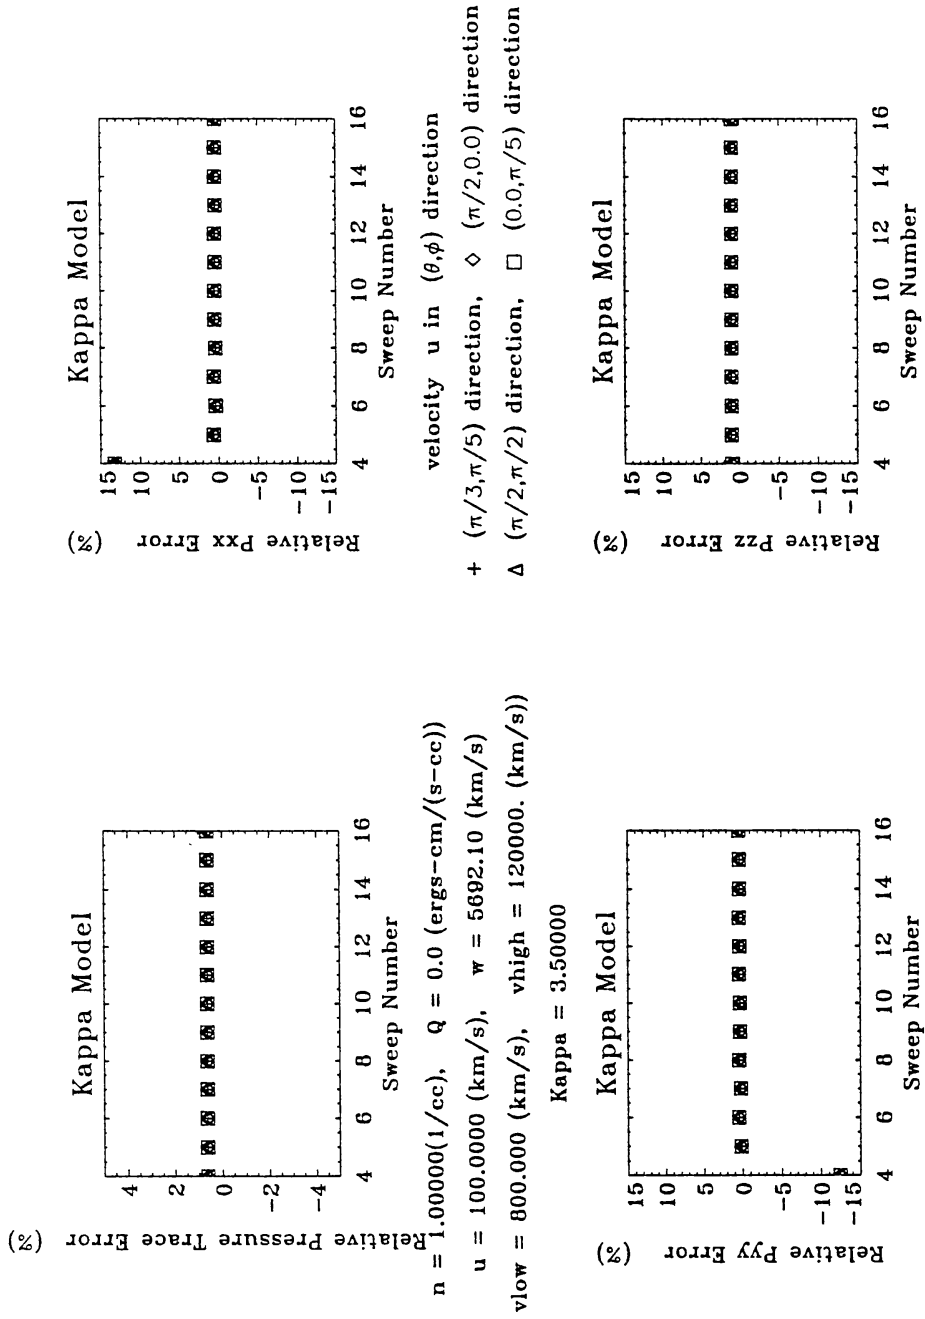 Kappa Model
Relative Pressure Trace Error (%)
4
2
0
−2
−4
4 6 8 10 12 14 16
Sweep Number
Kappa Model
Relative Pxx Error (%)
15
10
5
0
−5
−10
−15
4 6 8 10 12 14 16
Sweep Number
n = 1.00000(1/cc), Q = 0.0 (ergs−cm/(s−cc))
u = 100.0000 (km/s), w = 5692.10 (km/s)
vlow = 800.000 (km/s), vhigh = 120000. (km/s))
Kappa = 3.50000
velocity u in (θ,ϕ) direction
+ (π/3,π/5) direction, ◇ (π/2,0.0) direction
Δ (π/2,π/2) direction, □ (0.0,π/5) direction
Kappa Model
Relative Pyy Error (%)
15
10
5
0
−5
−10
−15
4 6 8 10 12 14 16
Sweep Number
Kappa Model
Relative Pzz Error (%)
15
10
5
0
−5
−10
−15
4 6 8 10 12 14 16
Sweep Number